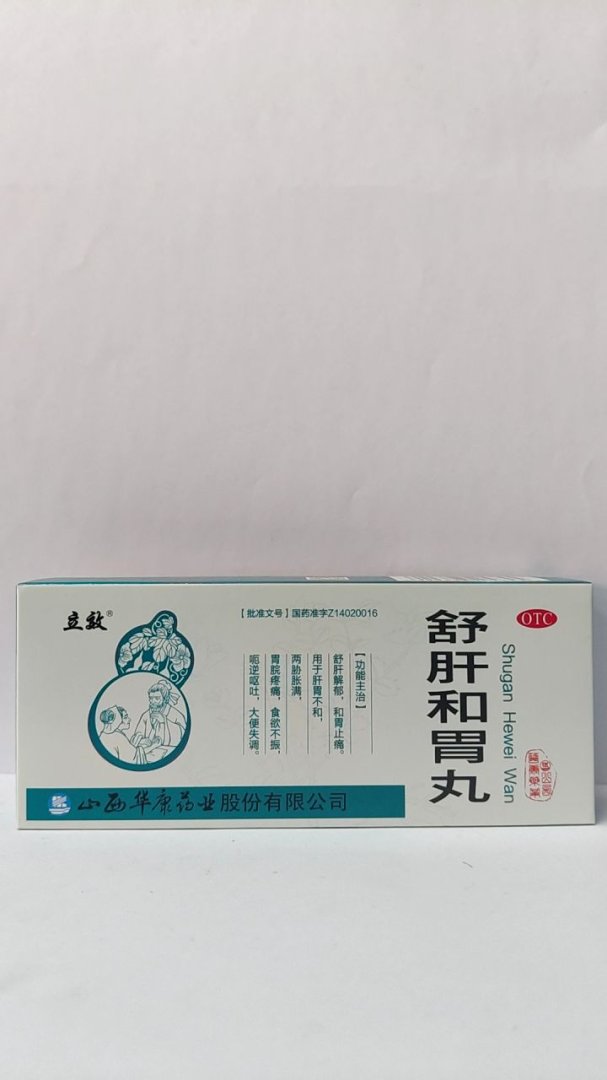 立效®
【批准文号】国药准字Z14020016
【功能主治】
舒肝解郁，和胃止痛。
用于肝胃不和，
两胁胀满，
胃脘疼痛，食欲不振，
呃逆呕吐，大便失调。
舒肝和胃丸
Shugan Hewei Wan
OTC
山西华康药业股份有限公司